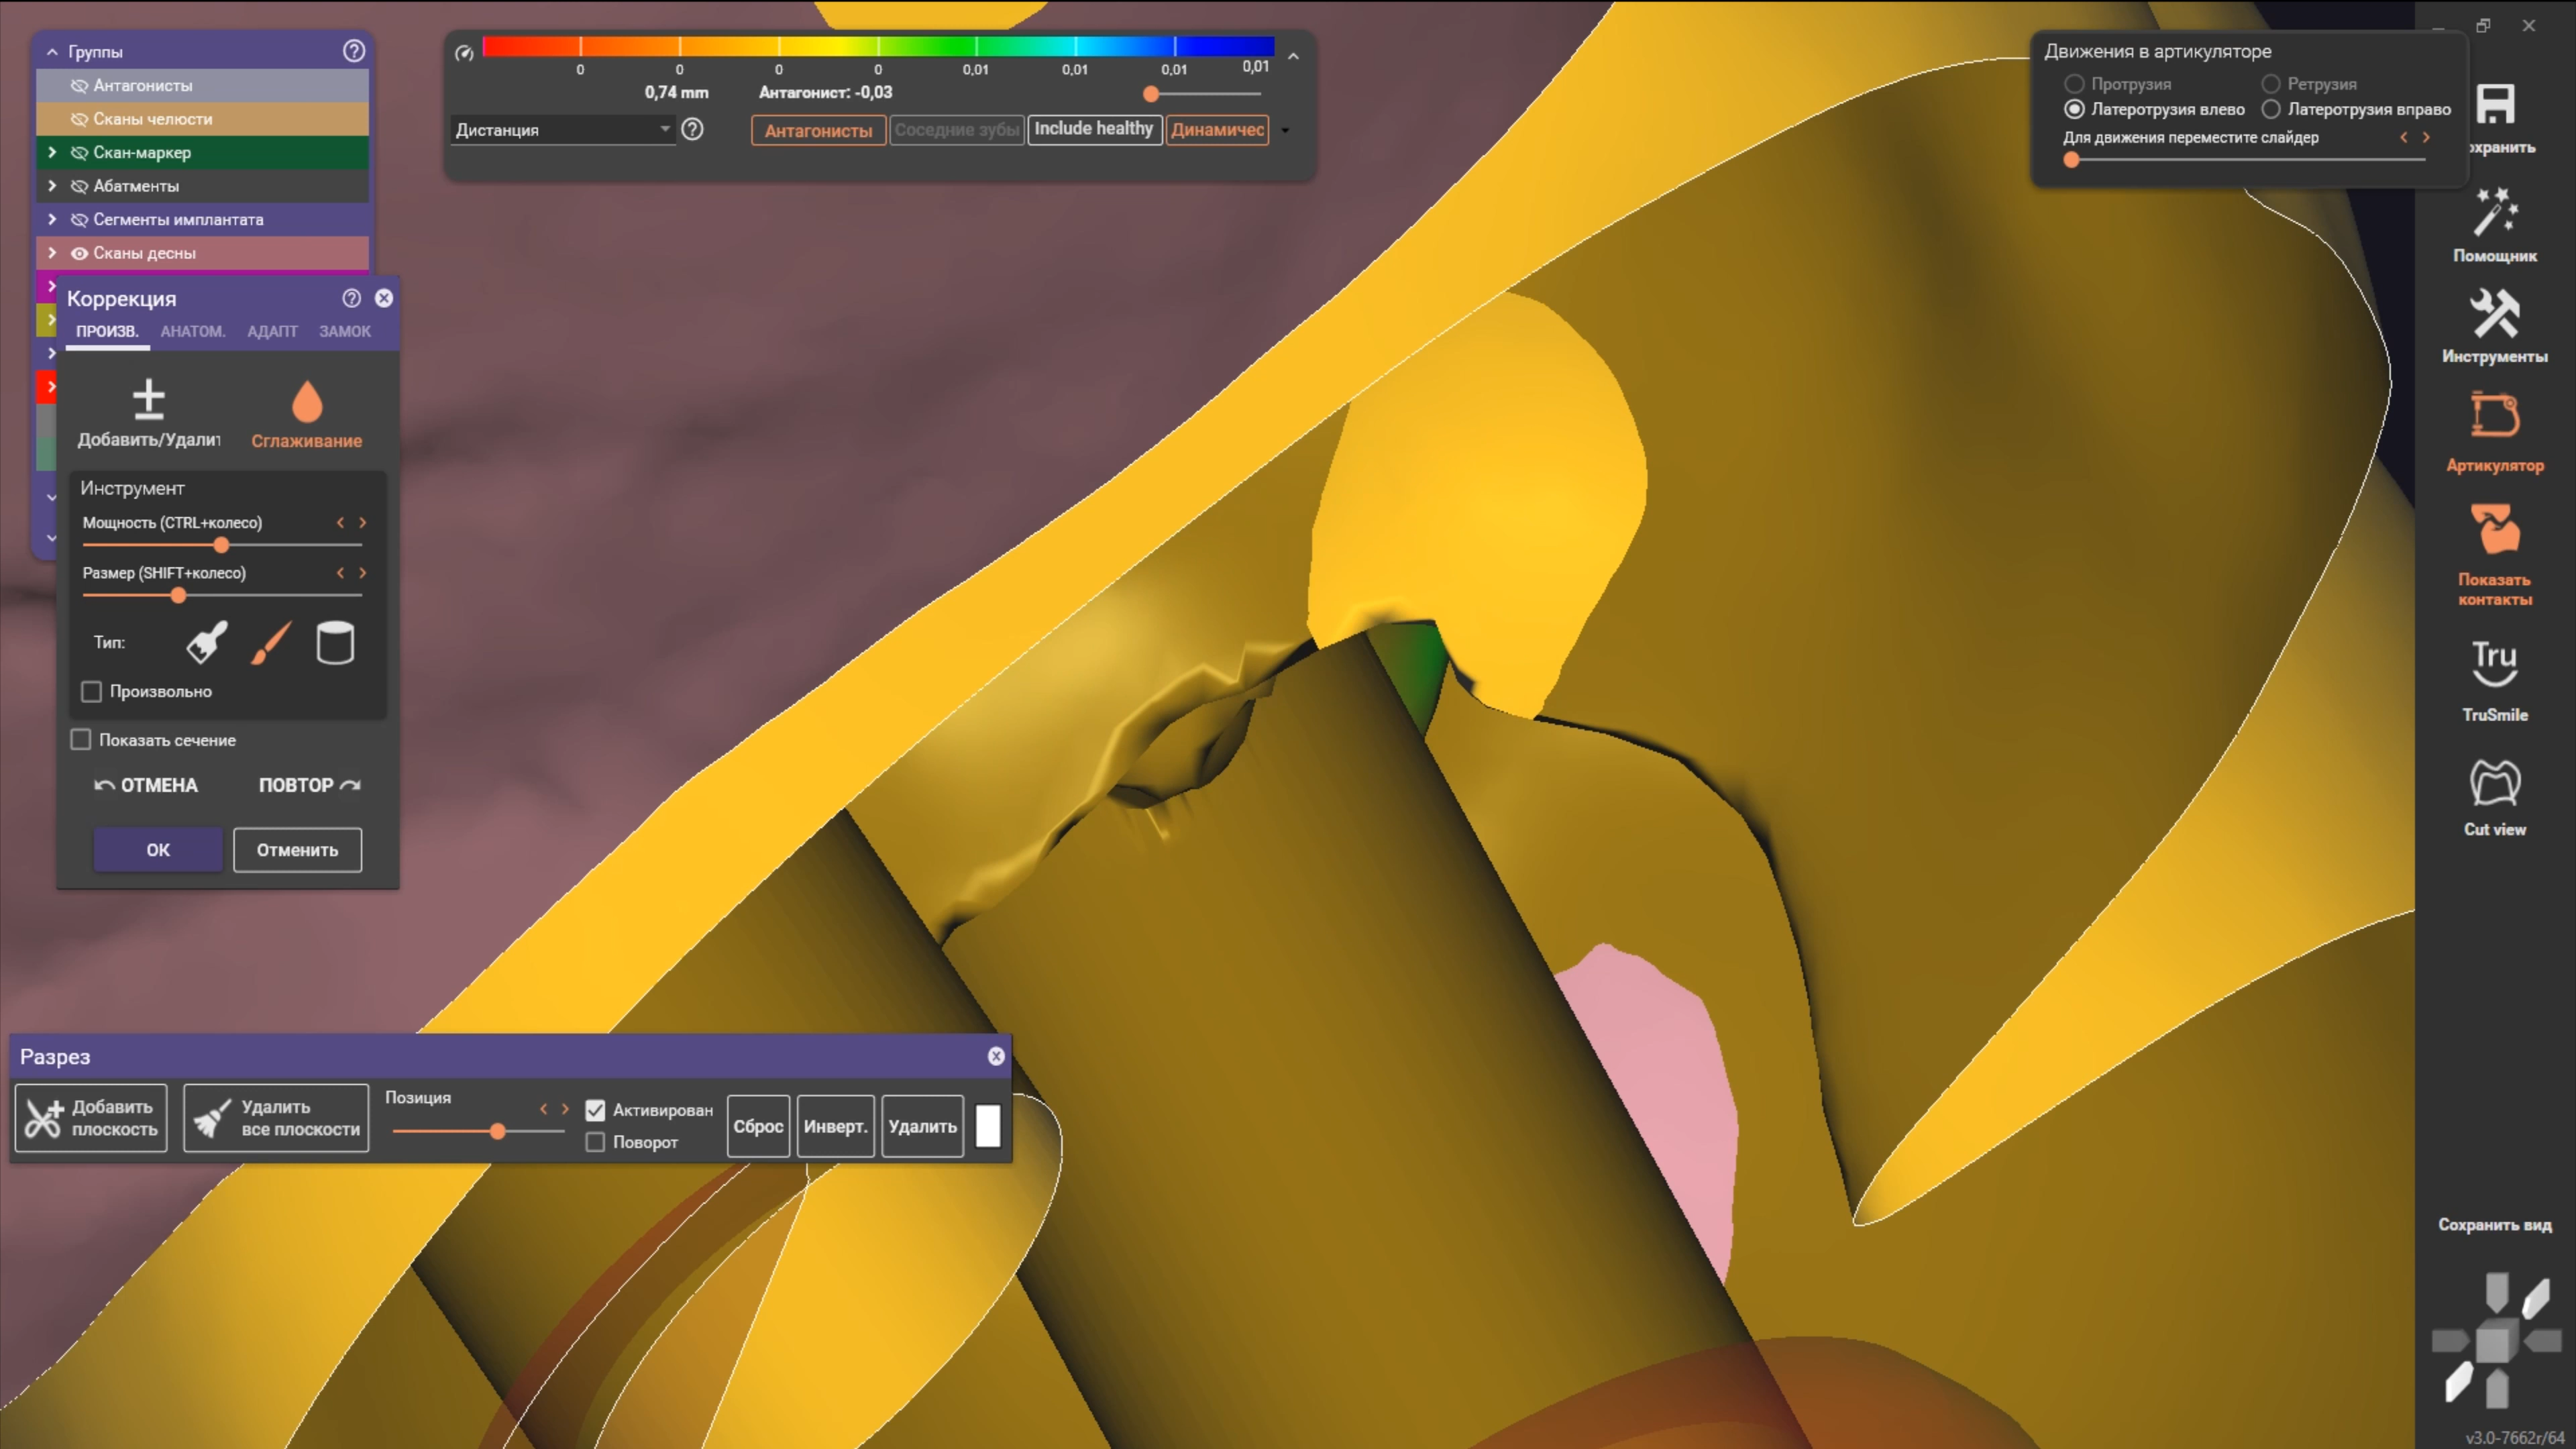 Группы
Антагонисты
Сканы челюсти
Скан-маркер
Абатменты
Сегменты имплантата
Сканы десны
Коррекция
ПРОИЗВ. АНАТОМ. АДАПТ ЗАМОК
Добавить/Удалит
Сглаживание
Инструмент
Мощность (CTRL+колесо)
Размер (SHIFT+колесо)
Тип:
Произвольно
Показать сечение
ОТМЕНА ПОВТОР
ОК Отменить
0 0 0 0 0,01 0,01 0,01 0,01
0,74 mm Антагонист: -0,03
Дистанция
Антагонисты Соседние зубы Include healthy Динамичес
Движения в артикуляторе
Протрузия Ретрузия
Латеротрузия влево Латеротрузия вправо
Для движения переместите слайдер
охранить
Помощник
Инструменты
Артикулятор
Показать
контакты
Tru
TruSmile
Cut view
Разрез
Добавить
плоскость
Удалить
все плоскости
Позиция
Активирован
Поворот
Сброс Инверт. Удалить
Сохранить вид
v3.0-7662r/64